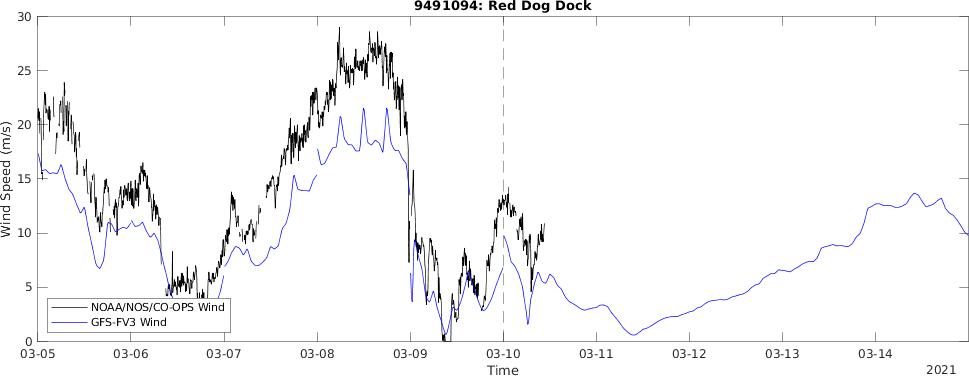 9491094: Red Dog Dock
30
25
20
15
10
5
0
Wind Speed (m/s)
NOAA/NOS/CO-OPS Wind
GFS-FV3 Wind
03-05 03-06 03-07 03-08 03-09 03-10 03-11 03-12 03-13 03-14
Time
2021